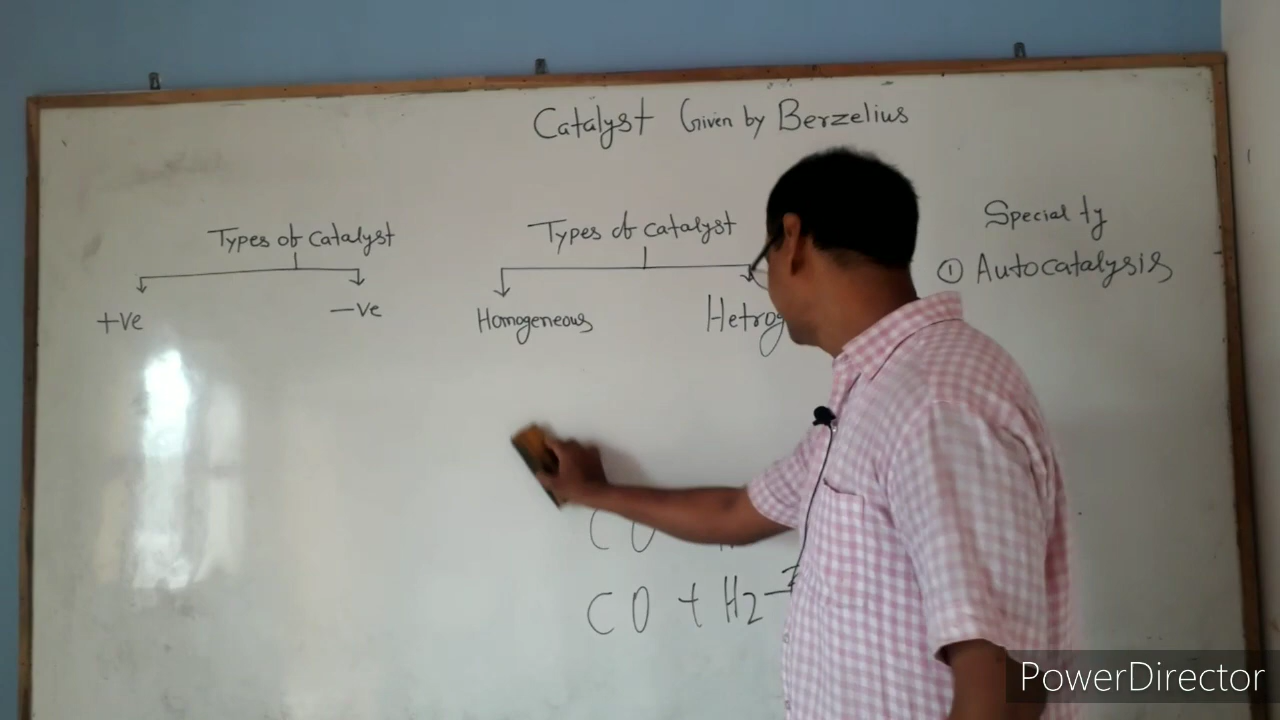 Catalyst Given by Berzelius
Types of catalyst
+ve
-ve
Types of catalyst
Homogeneous
Special ty
① Autocatalysis
CO
CO + H2
PowerDirector